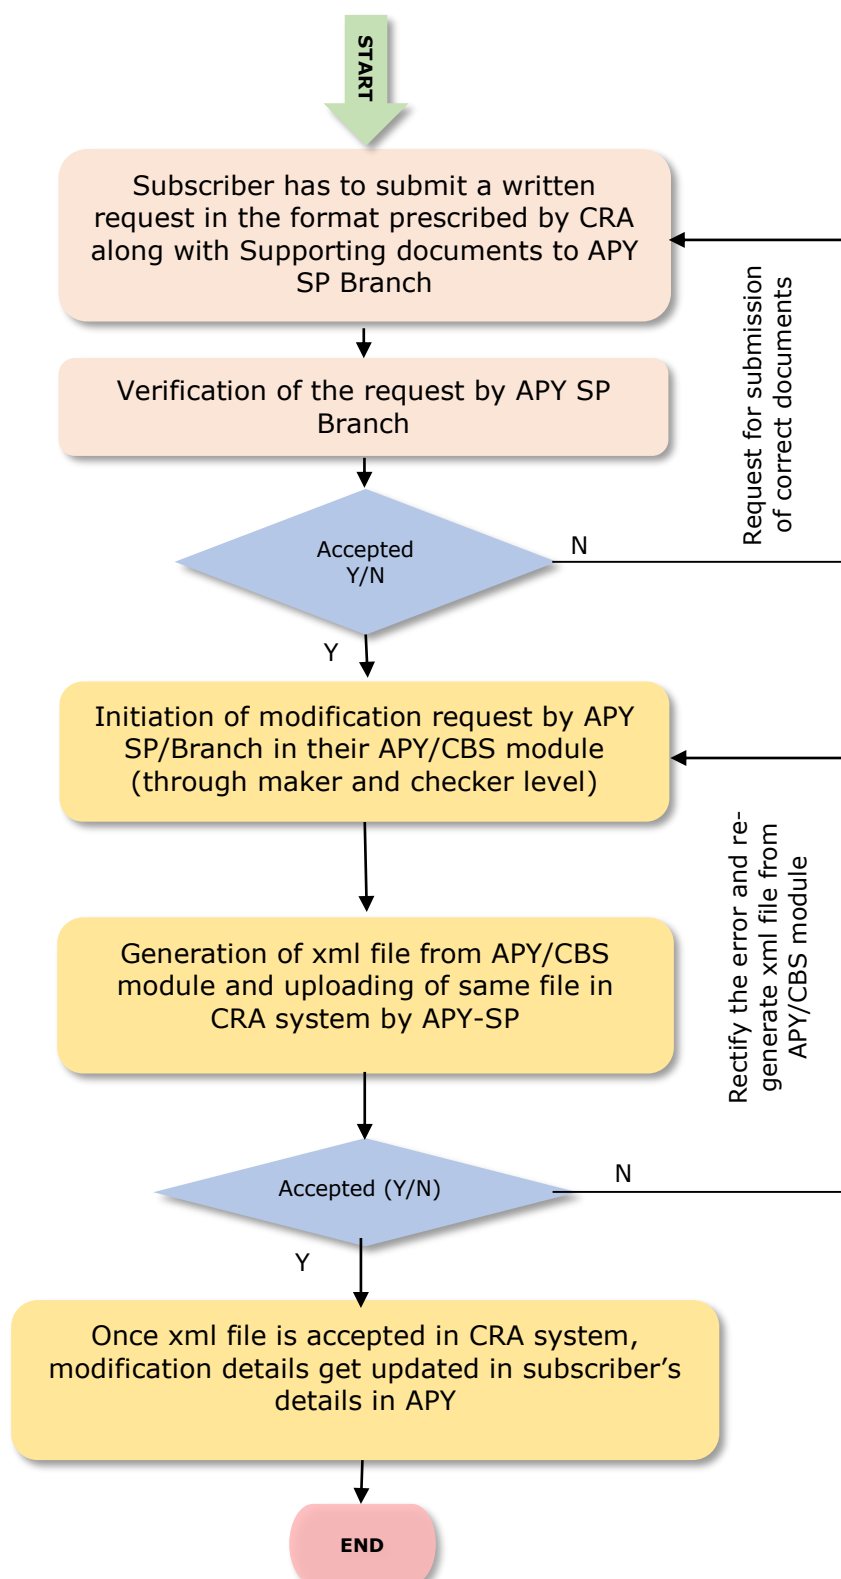 START
Subscriber has to submit a written
request in the format prescribed by CRA
along with Supporting documents to APY
SP Branch
Request for submission
of correct documents
Verification of the request by APY SP
Branch
Accepted
Y/N
N
Y
Initiation of modification request by APY
SP/Branch in their APY/CBS module
(through maker and checker level)
Rectify the error and re-
generate xml file from
APY/CBS module
Generation of xml file from APY/CBS
module and uploading of same file in
CRA system by APY-SP
Accepted (Y/N)
N
Y
Once xml file is accepted in CRA system,
modification details get updated in subscriber’s
details in APY
END